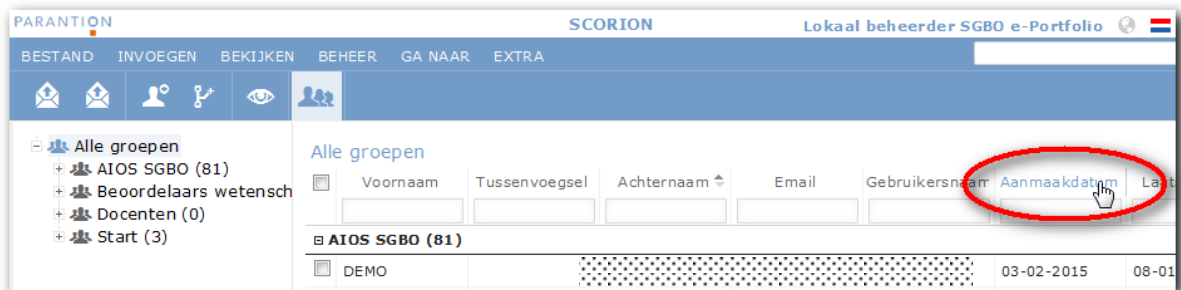 PARANTION SCORION Lokaal beheerder SGBO e-Portfolio
BESTAND INVOEGEN BEKIJKEN BEHEER GA NAAR EXTRA
Alle groepen
AIOS SGBO (81)
Beoordelaars wetensch
Docenten (0)
Start (3)
Alle groepen
Voornaam Tussenvoegsel Achternaam Email Gebruikersnaam Aanmaakdatum
AIOS SGBO (81)
DEMO 03-02-2015 08-01